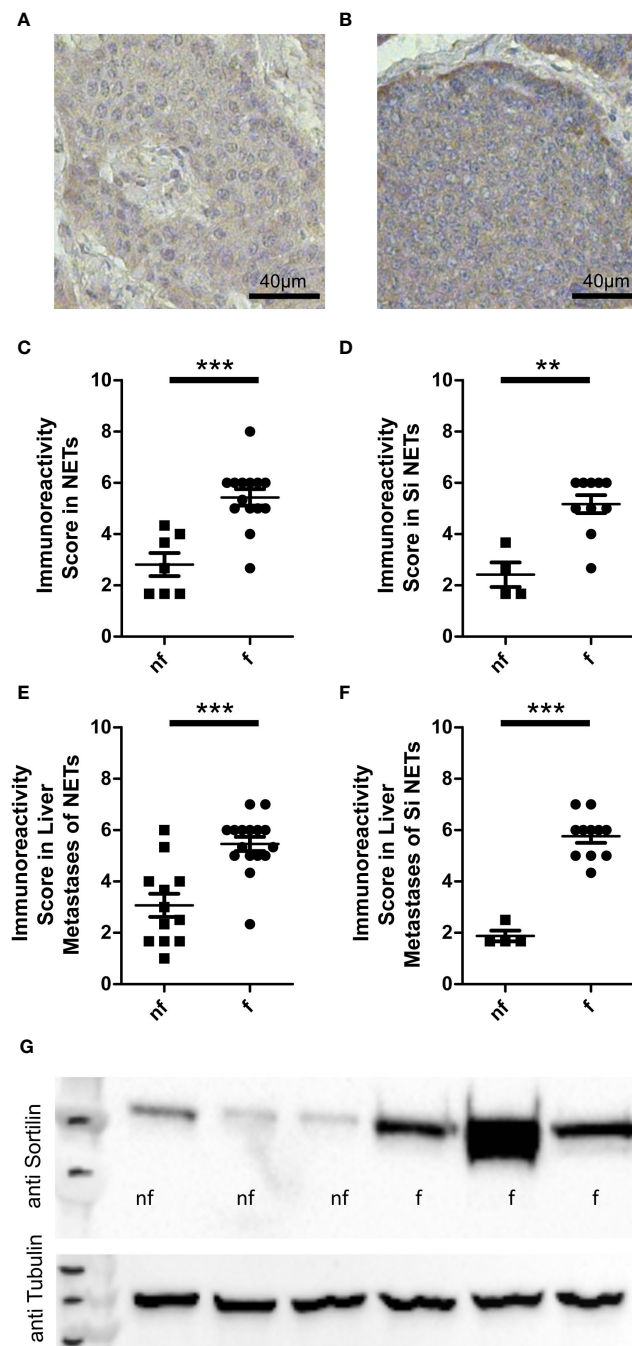 A
B
40µm
40µm
C
D
***
**
Immunoreactivity
Score in NETs
10
8
6
4
2
0
nf
f
Immunoreactivity
Score in Si NETs
10
8
6
4
2
0
nf
f
E
F
***
***
Immunoreactivity
Score in Liver
Metastases of NETs
10
8
6
4
2
0
nf
f
Immunoreactivity
Score in Liver
Metastases of Si NETs
10
8
6
4
2
0
nf
f
G
anti Sortilin
nf nf nf f f f
anti Tubulin